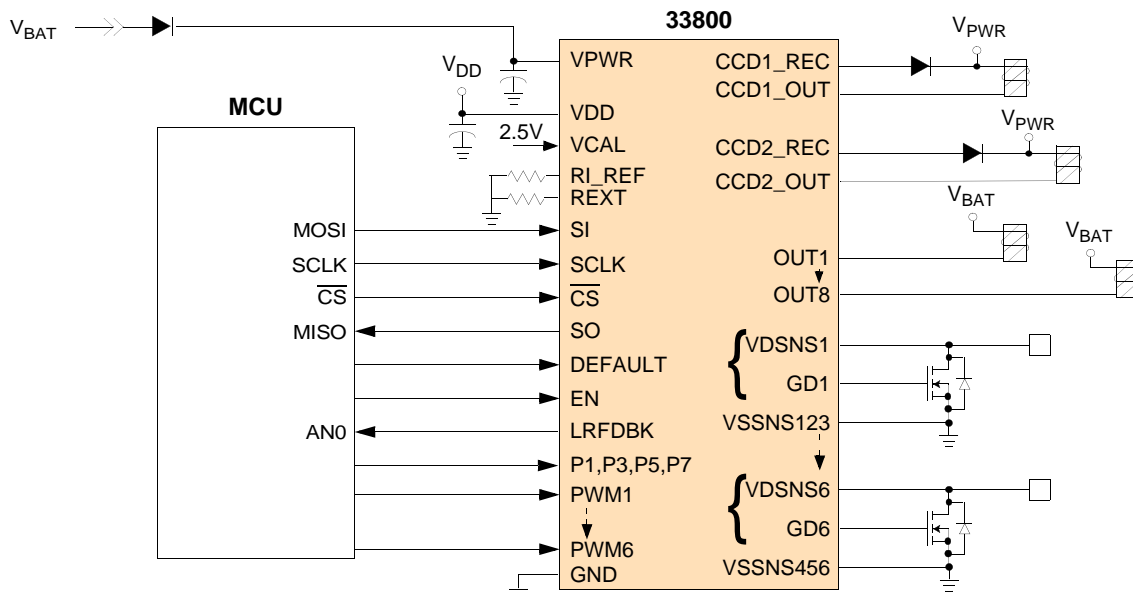 33800
V_BAT
V_PWR
VPWR
CCD1_REC
V_DD
CCD1_OUT
MCU
VDD
V_PWR
2.5V
VCAL
CCD2_REC
RI_REF
CCD2_OUT
REXT
V_BAT
MOSI
SI
V_BAT
SCLK
SCLK
OUT1
C̅S̅
C̅S̅
OUT8
MISO
SO
VDSNS1
DEFAULT
GD1
EN
VSSNS123
AN0
LRFDBK
P1,P3,P5,P7
VDSNS6
PWM1
GD6
PWM6
VSSNS456
GND